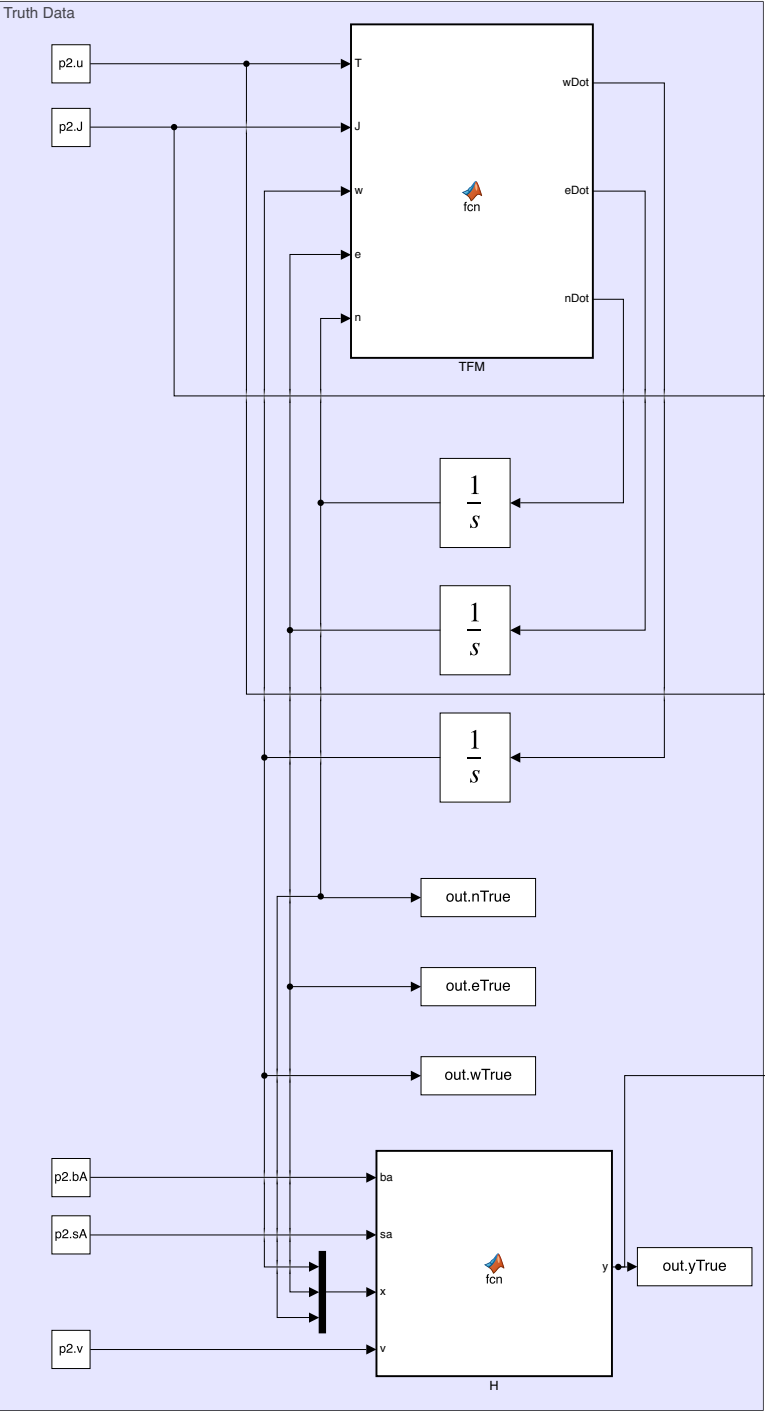 Truth Data
p2.u
T
wDot
p2.J
J
w
eDot
fcn
e
nDot
n
TFM
1
s
1
s
1
s
out.nTrue
out.eTrue
out.wTrue
p2.bA
ba
p2.sA
sa
fcn
y
out.yTrue
x
p2.v
v
H